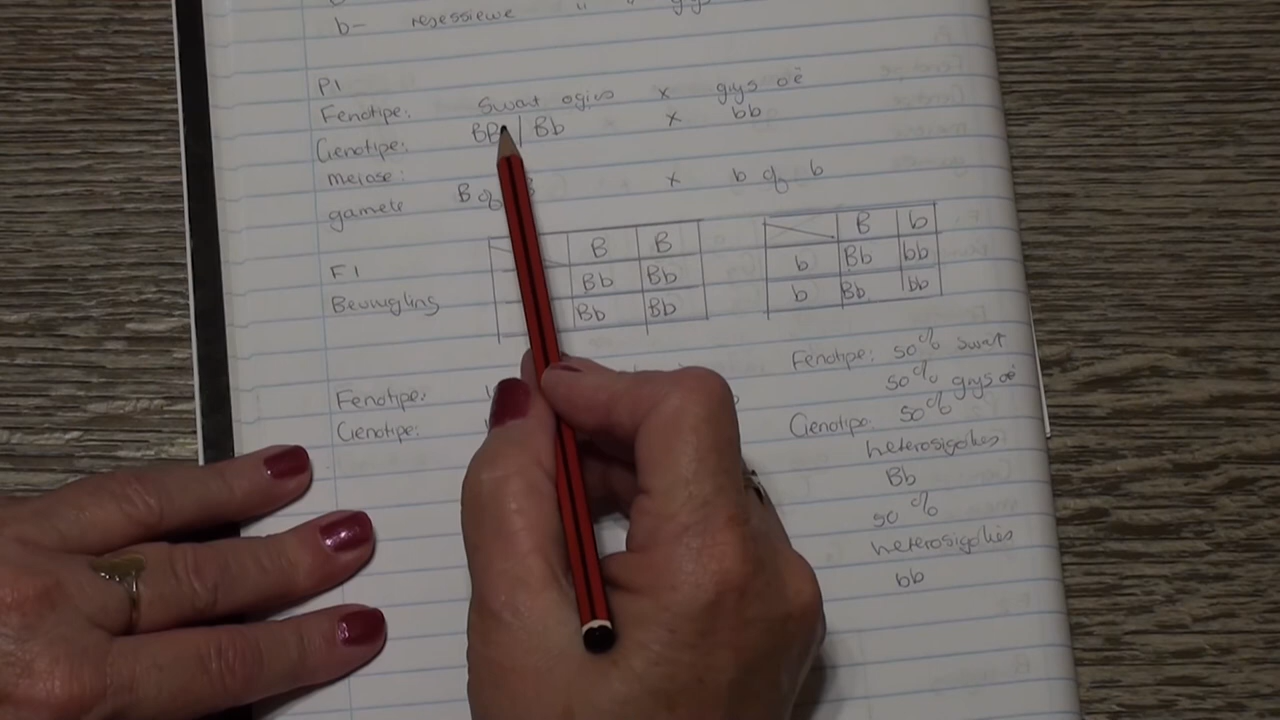 b- resessiewe " "
P1
Fenotipe: Swart ogies x grys oë
Genotipe: BB | Bb x bb
meiose:
gamete B of B x b of b
B B
B b
F1
Bb Bb
b Bb bb
Bevrugting
Bb Bb
b Bb bb
Fenotipe: 50% swart
50% grys oë
Fenotipe:
Genotipe: 50%
Genotipe:
heterosigoties
Bb
50%
heterosigoties
bb